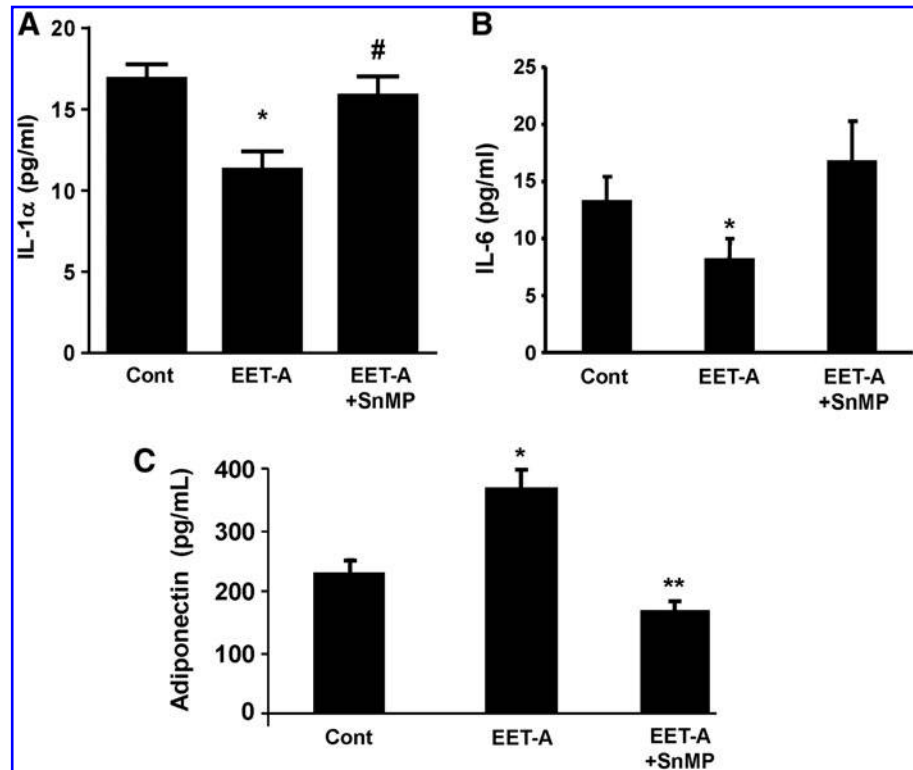 A
IL-1α (pg/ml)
20
15
10
5
0
*
#
Cont
EET-A
EET-A
+SnMP
B
IL-6 (pg/ml)
25
20
15
10
5
0
*
Cont
EET-A
EET-A
+SnMP
C
Adiponectin (pg/mL)
400
300
200
100
0
*
**
Cont
EET-A
EET-A
+SnMP